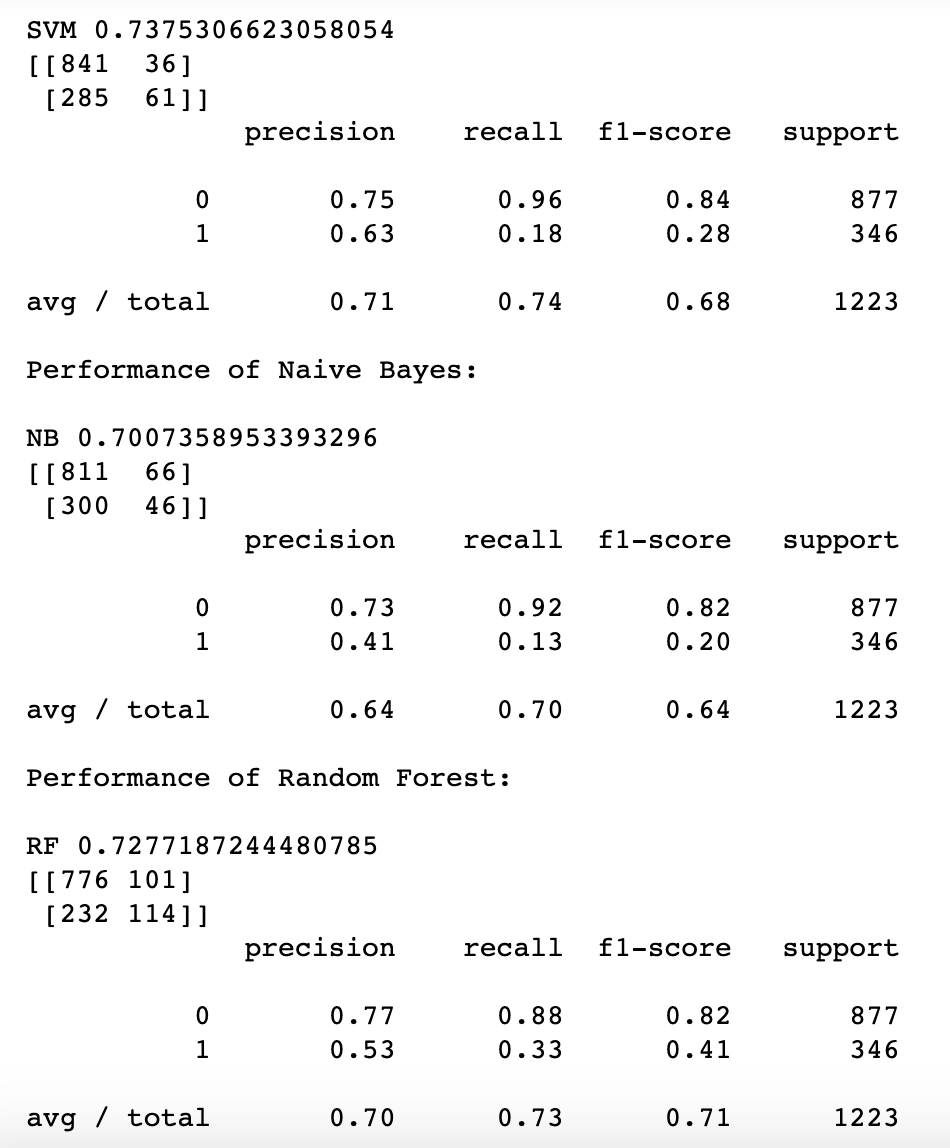 SVM 0.7375306623058054
[[841 36]
[285 61]]
precision recall f1-score support
0 0.75 0.96 0.84 877
1 0.63 0.18 0.28 346
avg / total 0.71 0.74 0.68 1223
Performance of Naive Bayes:
NB 0.7007358953393296
[[811 66]
[300 46]]
precision recall f1-score support
0 0.73 0.92 0.82 877
1 0.41 0.13 0.20 346
avg / total 0.64 0.70 0.64 1223
Performance of Random Forest:
RF 0.7277187244480785
[[776 101]
[232 114]]
precision recall f1-score support
0 0.77 0.88 0.82 877
1 0.53 0.33 0.41 346
avg / total 0.70 0.73 0.71 1223